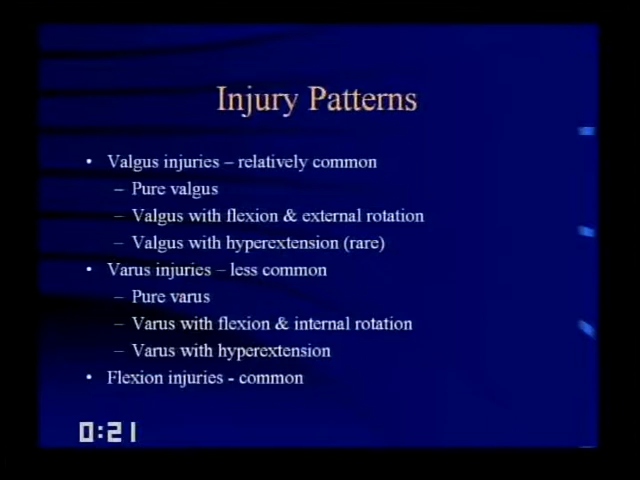 Injury Patterns
• Valgus injuries – relatively common
– Pure valgus
– Valgus with flexion & external rotation
– Valgus with hyperextension (rare)
• Varus injuries – less common
– Pure varus
– Varus with flexion & internal rotation
– Varus with hyperextension
• Flexion injuries - common
0:21